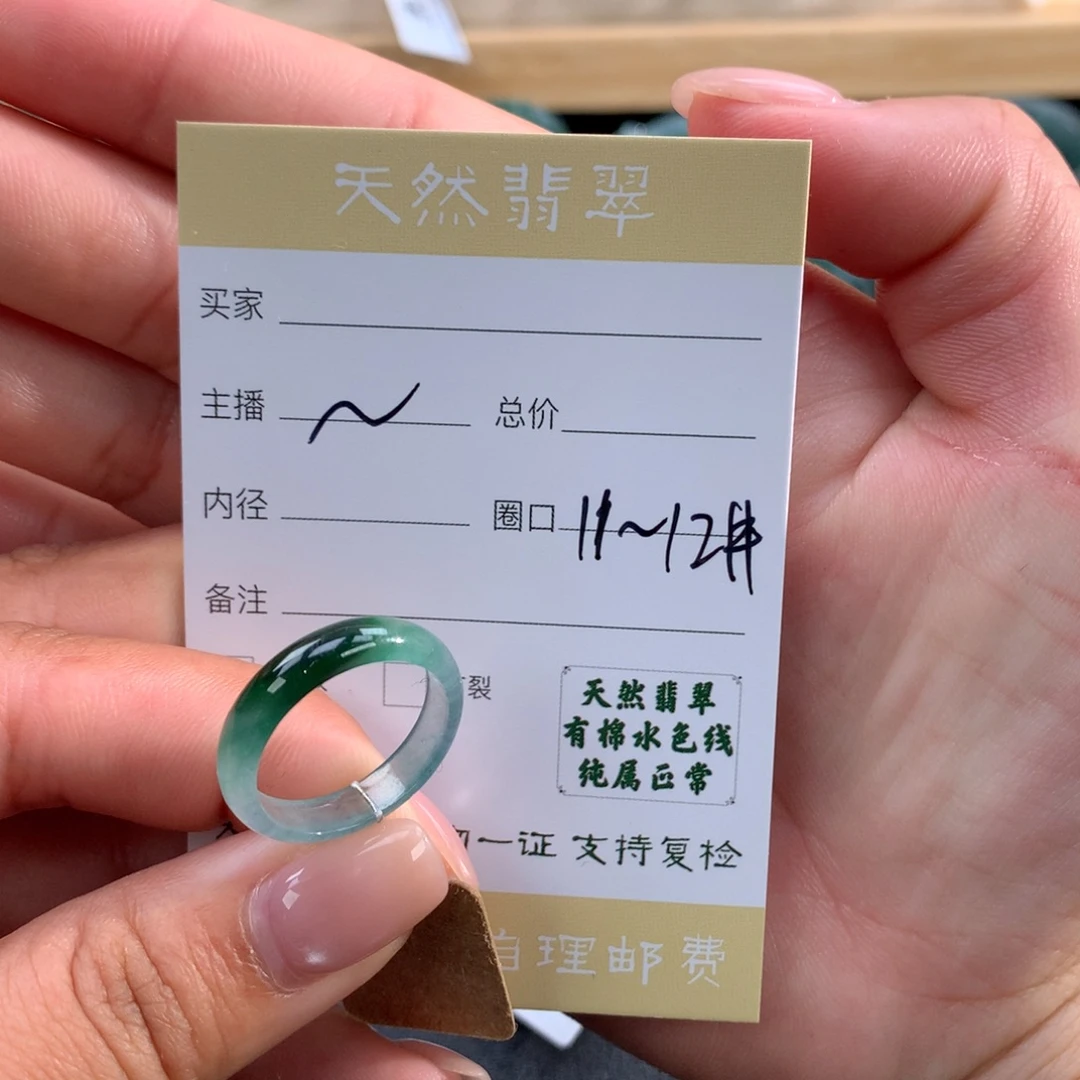 天然翡翠
买家
主播 ~ 总价
内径 圈口 11~12#
备注
裂
天然翡翠
有棉水色线
纯属正常
一证 支持复检
自理邮费